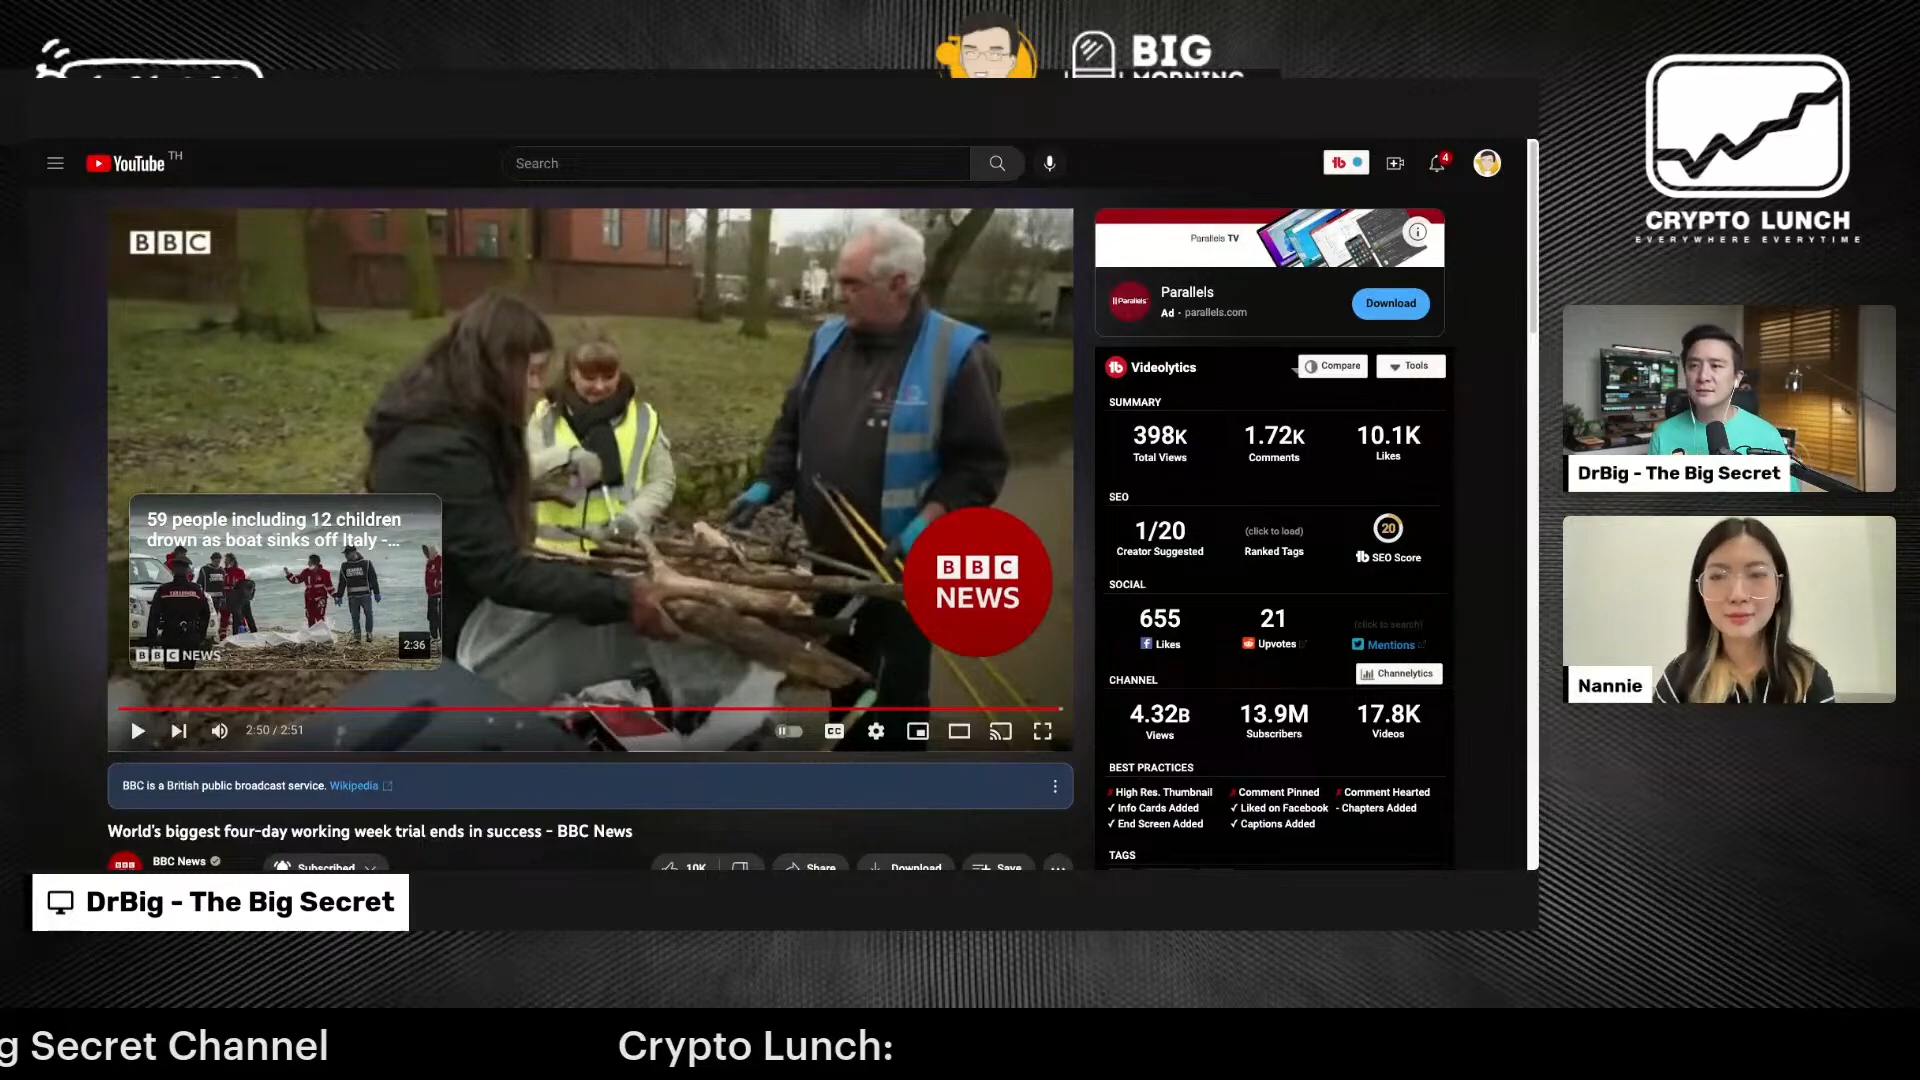 BIG
MORNING
CRYPTO LUNCH
EVERYWHERE EVERYTIME
YouTube TH
Search
4
BBC
59 people including 12 children
drown as boat sinks off Italy -...
BBC NEWS
2:36
BBC
NEWS
2:50 / 2:51
CC
BBC is a British public broadcast service. Wikipedia
World's biggest four-day working week trial ends in success - BBC News
BBC News
Subscribed
10K
Share
Download
Save
Parallels TV
Parallels
Parallels
Ad · parallels.com
Download
Videolytics
Compare
Tools
SUMMARY
398K 1.72K 10.1K
Total Views Comments Likes
SEO
1/20 (click to load) 20
Creator Suggested Ranked Tags SEO Score
SOCIAL
655 21 (click to search)
Likes Upvotes Mentions
CHANNEL Channelytics
4.32B 13.9M 17.8K
Views Subscribers Videos
BEST PRACTICES
✗ High Res. Thumbnail ✗ Comment Pinned ✗ Comment Hearted
✓ Info Cards Added ✓ Liked on Facebook - Chapters Added
✓ End Screen Added ✓ Captions Added
TAGS
DrBig - The Big Secret
Nannie
DrBig - The Big Secret
g Secret Channel Crypto Lunch: